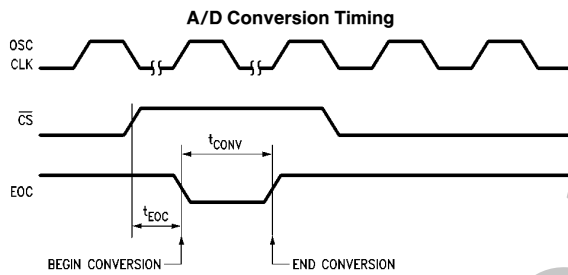 A/D Conversion Timing
OSC
CLK
CS
tCONV
EOC
tEOC
BEGIN CONVERSION
END CONVERSION